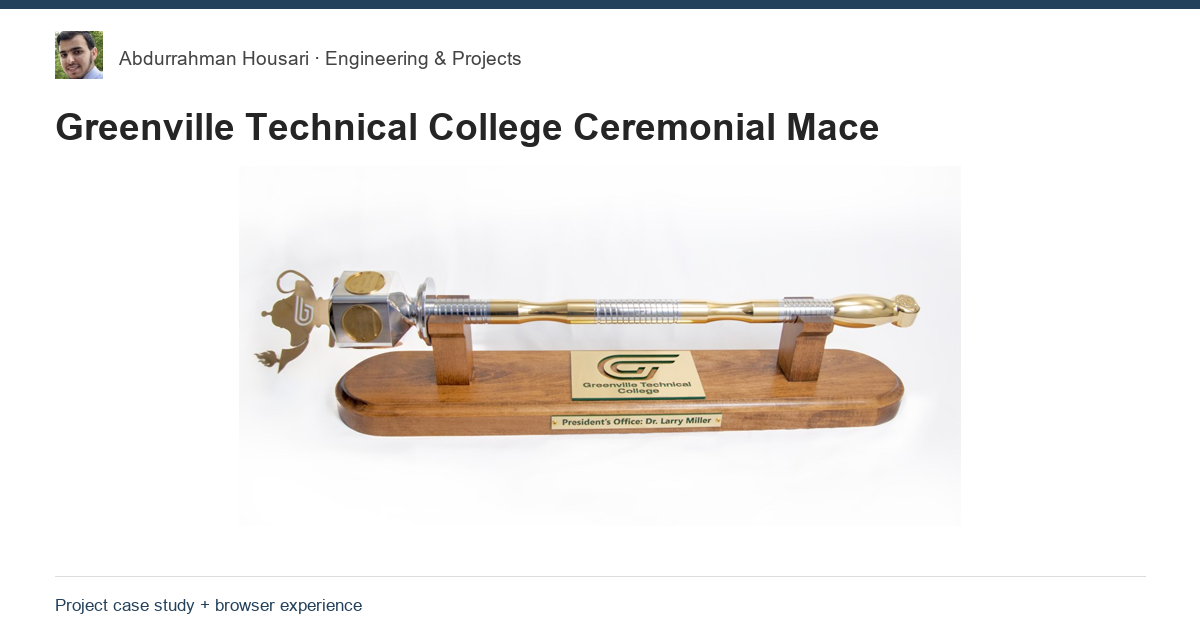 Abdurrahman Housari · Engineering & Projects
Greenville Technical College Ceremonial Mace
Greenville Technical
College
President's Office: Dr. Larry Miller
Project case study + browser experience